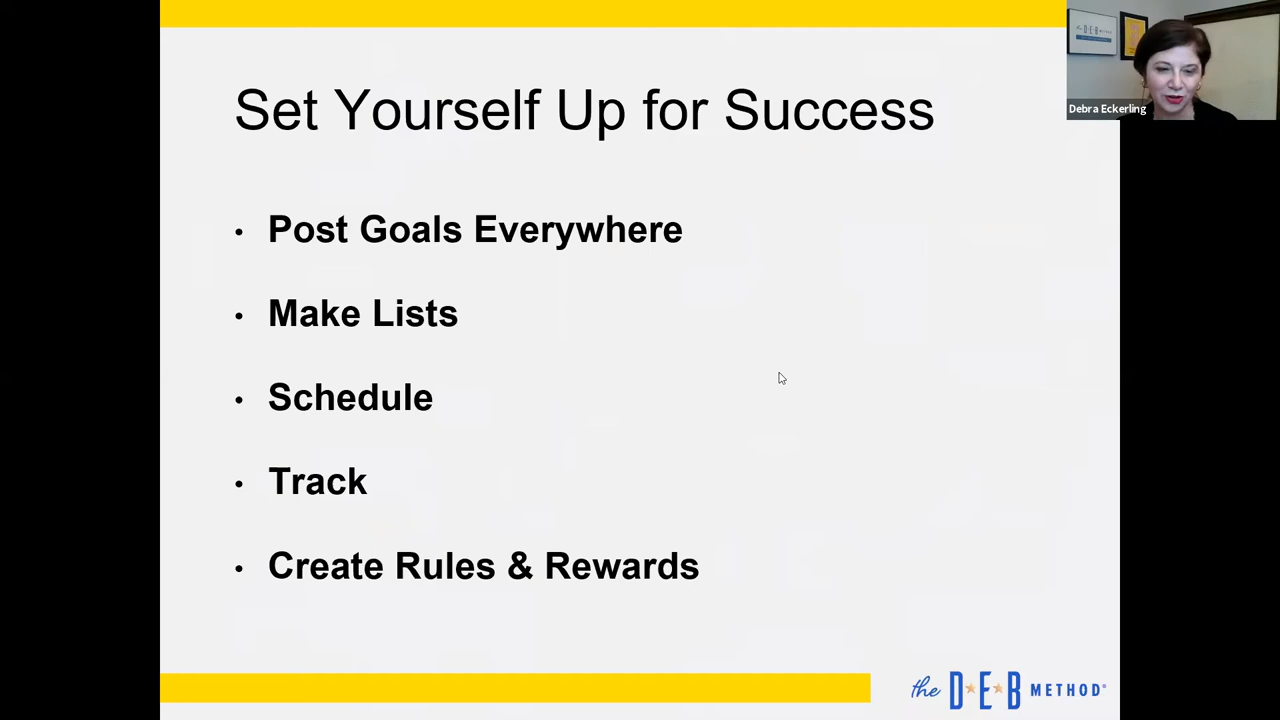 Set Yourself Up for Success
Debra Eckerling
• Post Goals Everywhere
• Make Lists
• Schedule
• Track
• Create Rules & Rewards
the D★E★B METHOD®